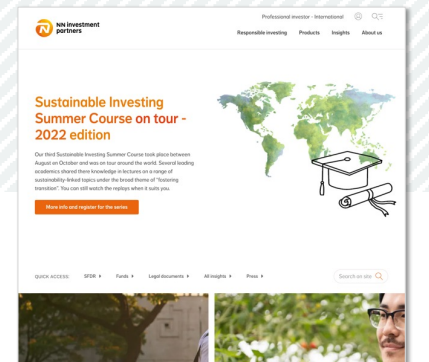 NN investment
partners
Professional investor - International
Responsible investing Products Insights About us
Sustainable Investing
Summer Course on tour -
2022 edition
Our third Sustainable Investing Summer Course took place between
August an October and was on tour around the world. Several leading
academics shared there knowledge in lectures on a range of
sustainability-linked topics under the broad theme of "fostering
transition". You can still watch the replays when it suits you.
More info and register for the series
QUICK ACCESS: SFDR Funds Legal documents All Insights Press Search on site